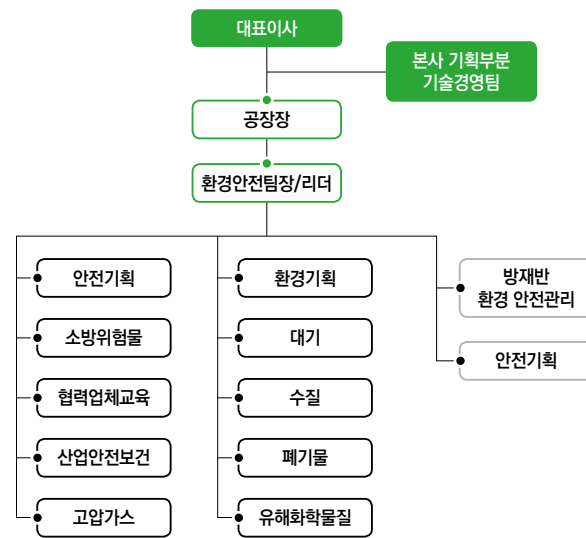 대표이사
본사 기획부분
기술경영팀
공장장
환경안전팀장/리더
안전기획
소방위험물
협력업체교육
산업안전보건
고압가스
환경기획
대기
수질
폐기물
유해화학물질
방재반
환경 안전관리
안전기획